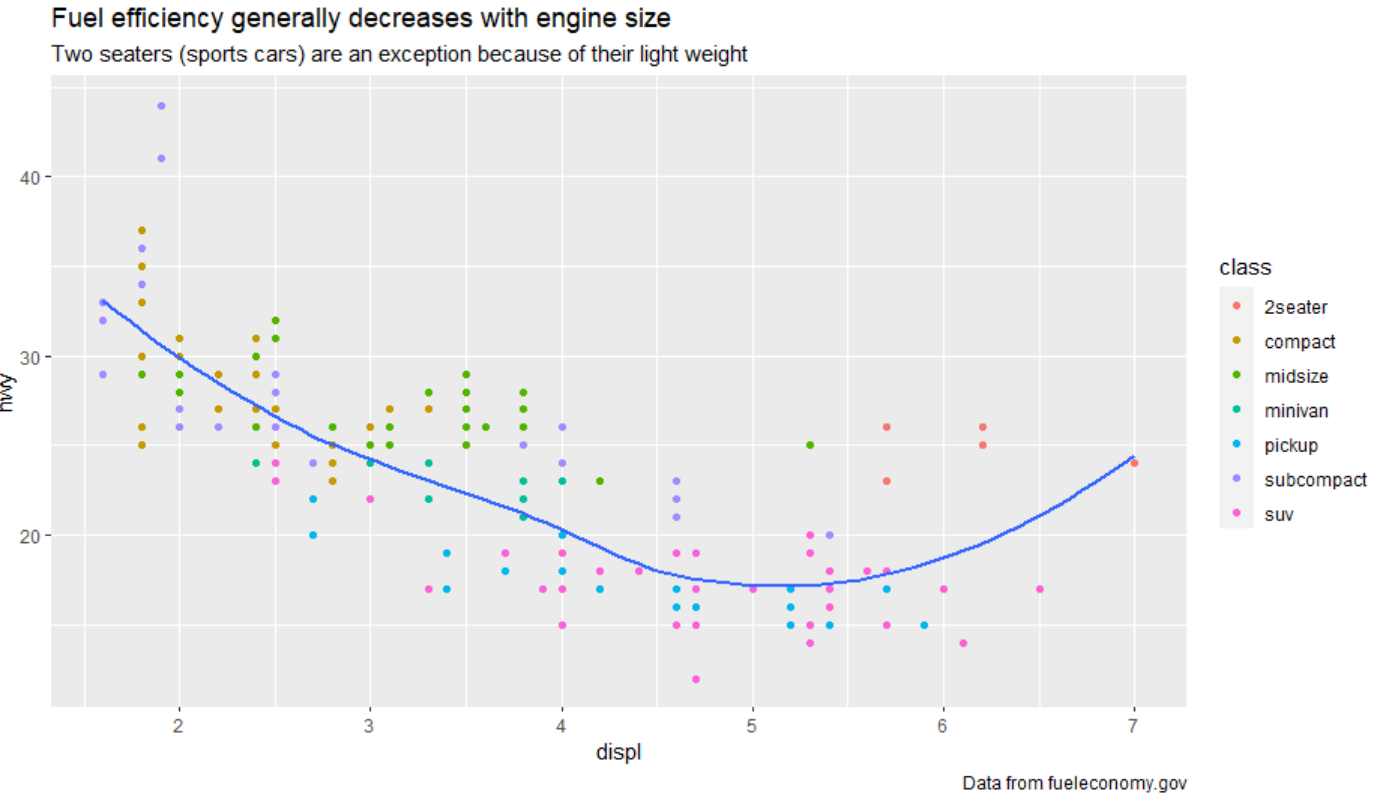 Fuel efficiency generally decreases with engine size
Two seaters (sports cars) are an exception because of their light weight
40
30
20
hwy
2 3 4 5 6 7
displ
class
2seater
compact
midsize
minivan
pickup
subcompact
suv
Data from fueleconomy.gov